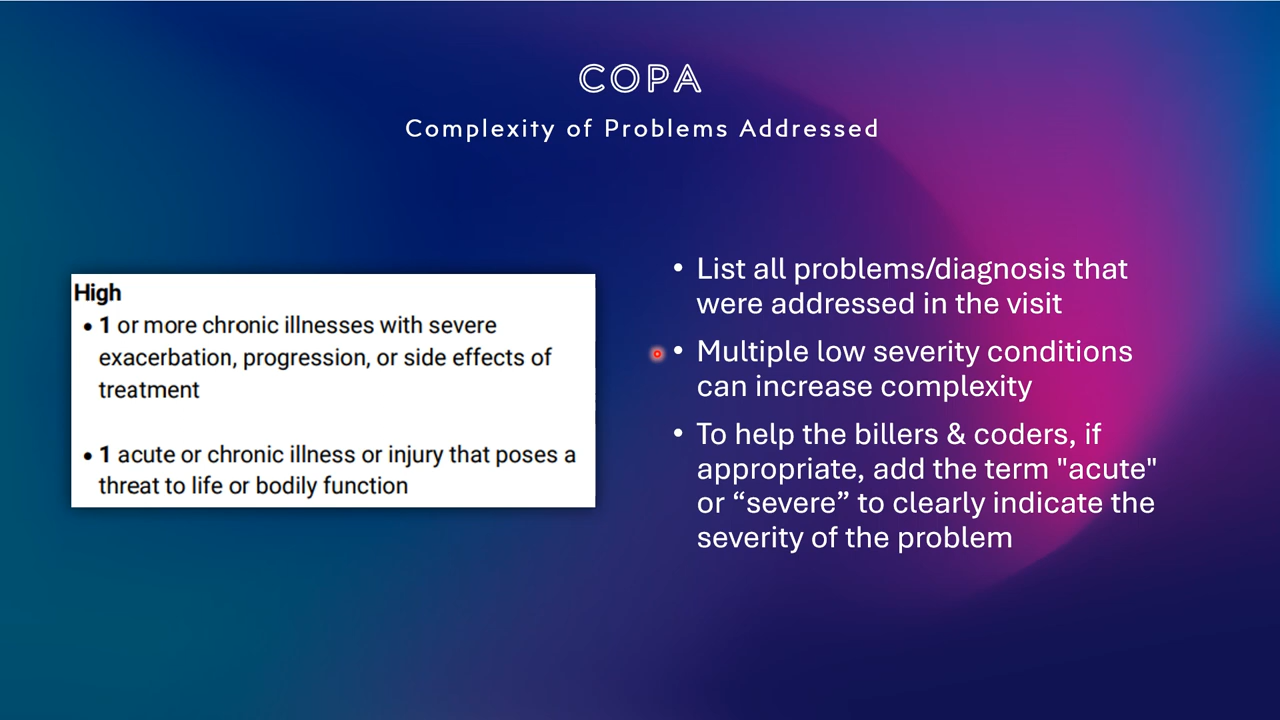 COPA
Complexity of Problems Addressed
High
• 1 or more chronic illnesses with severe
exacerbation, progression, or side effects of
treatment
• 1 acute or chronic illness or injury that poses a
threat to life or bodily function
• List all problems/diagnosis that
were addressed in the visit
• Multiple low severity conditions
can increase complexity
• To help the billers & coders, if
appropriate, add the term "acute"
or “severe” to clearly indicate the
severity of the problem